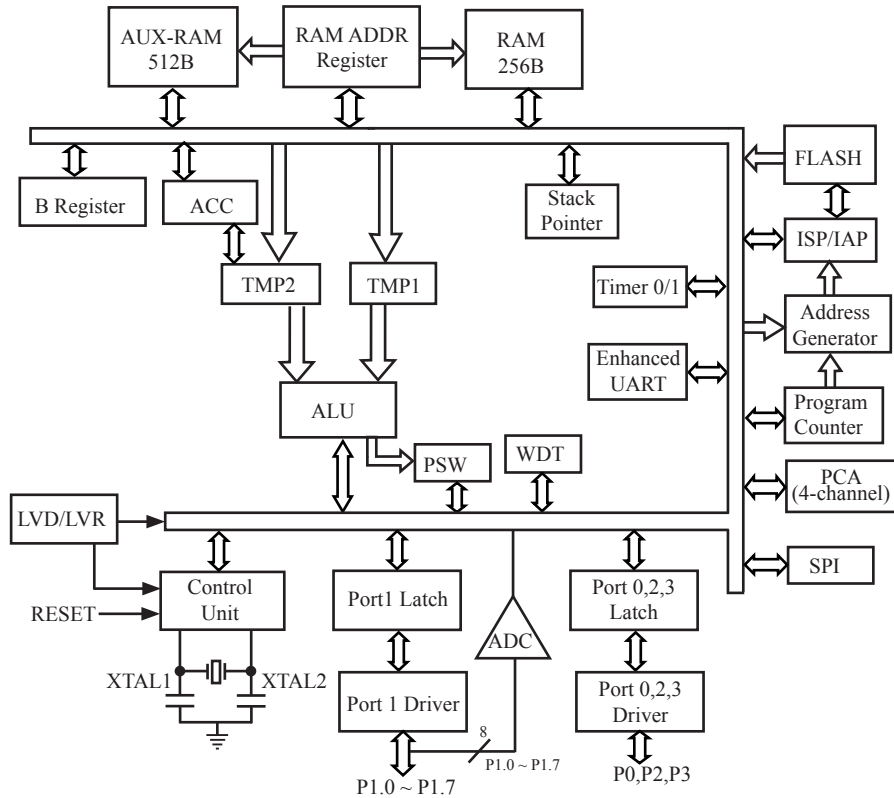 AUX-RAM
512B
RAM ADDR
Register
RAM
256B
FLASH
B Register
ACC
Stack
Pointer
ISP/IAP
TMP2
TMP1
Timer 0/1
Address
Generator
Enhanced
UART
ALU
Program
Counter
PSW
WDT
PCA
(4-channel)
LVD/LVR
SPI
Control
Unit
Port1 Latch
Port 0,2,3
Latch
RESET
ADC
XTAL1
XTAL2
Port 1 Driver
Port 0,2,3
Driver
8
P1.0 ~ P1.7
P1.0 ~ P1.7
P0,P2,P3